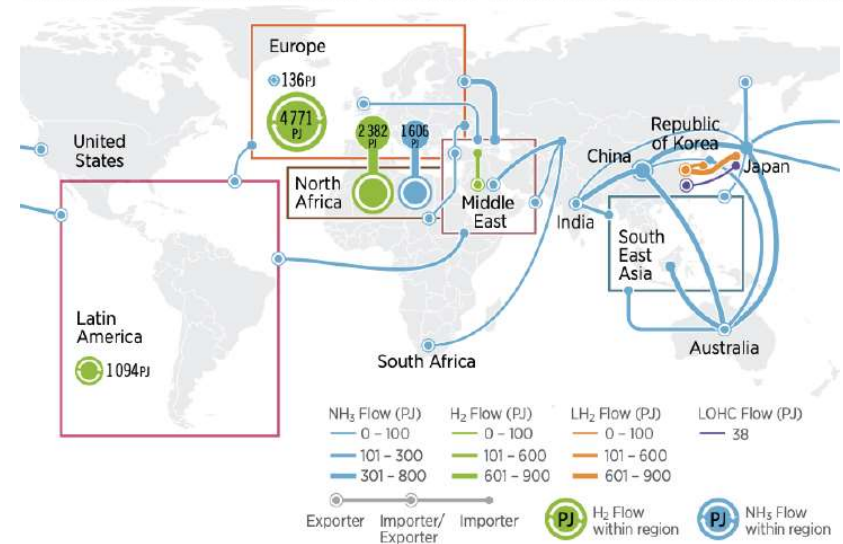 Europe
136PJ
4771
PJ
2382
PJ
1606
PJ
United
States
North
Africa
Middle
East
Republic
of Korea
China
Japan
India
South
East
Asia
Latin
America
1094PJ
South Africa
Australia
NH₃ Flow (PJ)
0 – 100
101 – 300
301 – 800
H₂ Flow (PJ)
0 – 100
101 – 600
601 – 900
LH₂ Flow (PJ)
0 – 100
101 – 600
601 – 900
LOHC Flow (PJ)
38
Exporter
Importer/
Exporter
Importer
PJ
H₂ Flow
within region
PJ
NH₃ Flow
within region